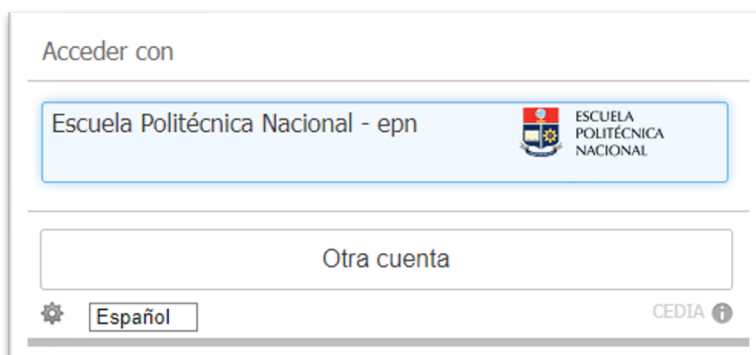 Acceder con
Escuela Politécnica Nacional - epn
ESCUELA
POLITÉCNICA
NACIONAL
Otra cuenta
Español
CEDIA